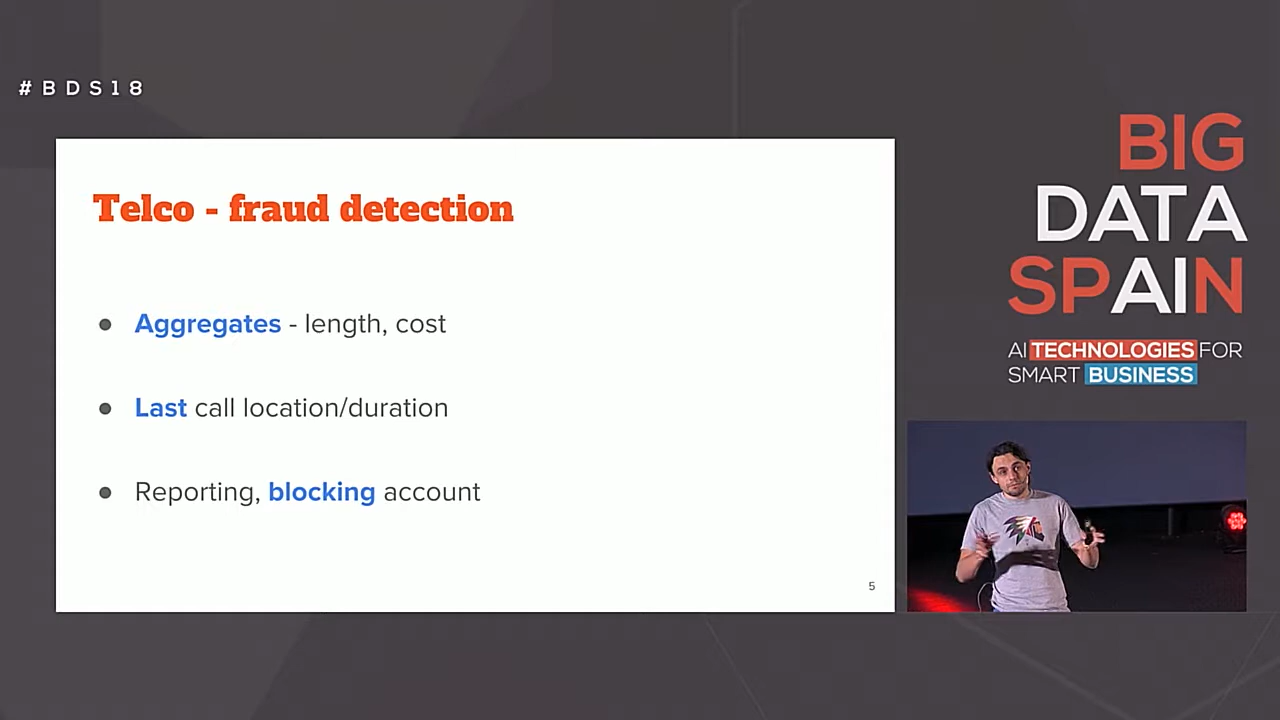 #BDS18
Telco - fraud detection
● Aggregates - length, cost
● Last call location/duration
● Reporting, blocking account
5
BIG
DATA
SPAIN
AI TECHNOLOGIES FOR
SMART BUSINESS